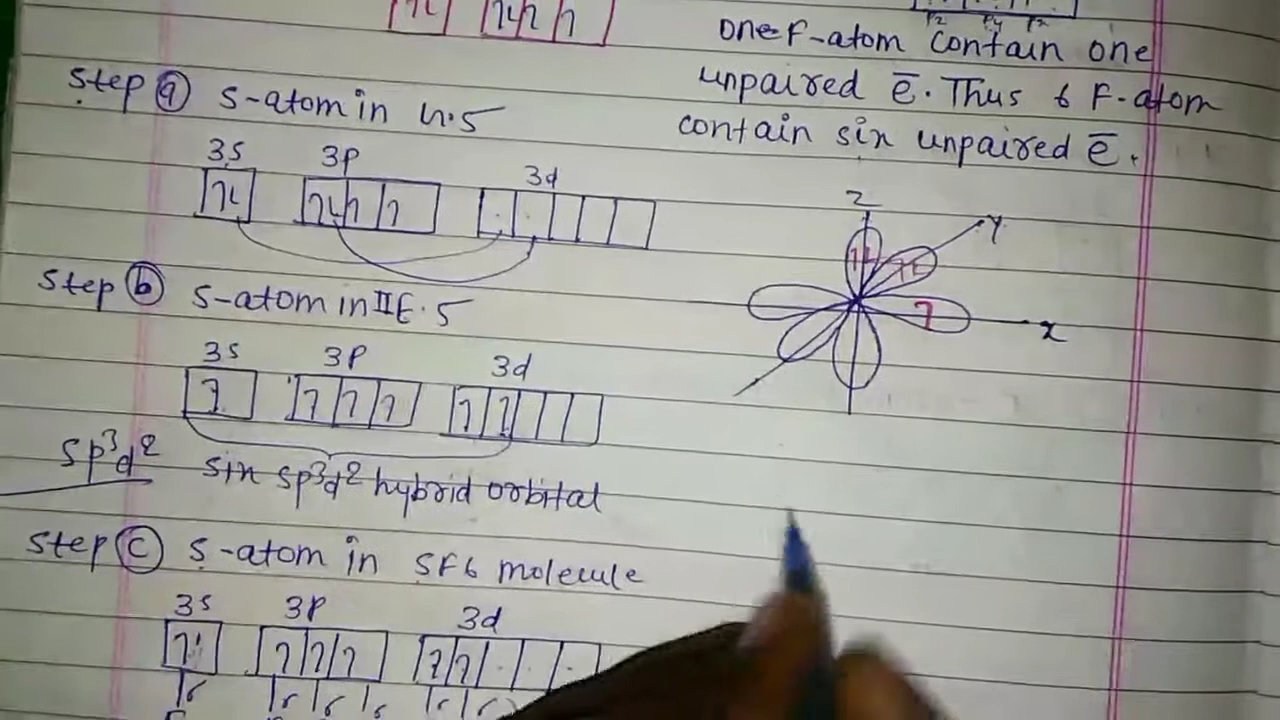 one F-atom contain one
unpaired e̅. Thus 6 F-atom
contain six unpaired e̅.
Step (a) S-atom in G.S
3s 3p 3d
Z
Y
x
Step (b) S-atom in IIE.S
3s 3p 3d
sp³d² six sp³d² hybrid orbital
Step (c) S-atom in SF6 molecule
3s 3p 3d